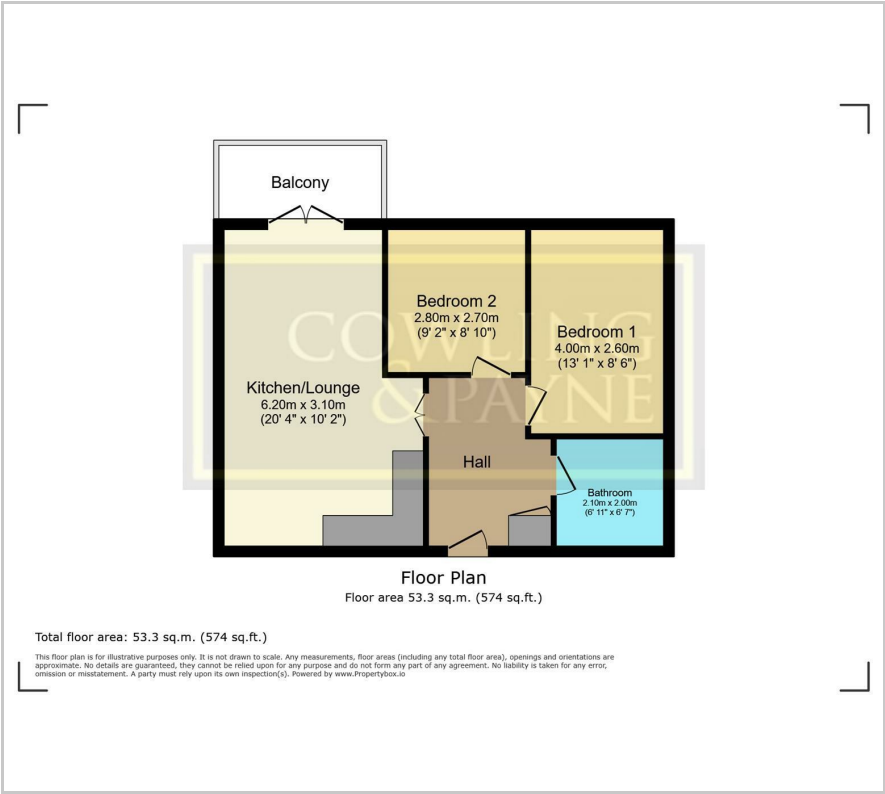 Balcony
Bedroom 2
2.80m x 2.70m
(9' 2" x 8' 10")
Bedroom 1
4.00m x 2.60m
(13' 1" x 8' 6")
COWLING
& PAYNE
Kitchen/Lounge
6.20m x 3.10m
(20' 4" x 10' 2")
Hall
Bathroom
2.10m x 2.00m
(6' 11" x 6' 7")
Floor Plan
Floor area 53.3 sq.m. (574 sq.ft.)
Total floor area: 53.3 sq.m. (574 sq.ft.)
This floor plan is for illustrative purposes only. It is not drawn to scale. Any measurements, floor areas (including any total floor area), openings and orientations are
approximate. No details are guaranteed, they cannot be relied upon for any purpose and do not form any part of any agreement. No liability is taken for any error,
omission or misstatement. A party must rely upon its own inspection(s). Powered by www.Propertybox.io